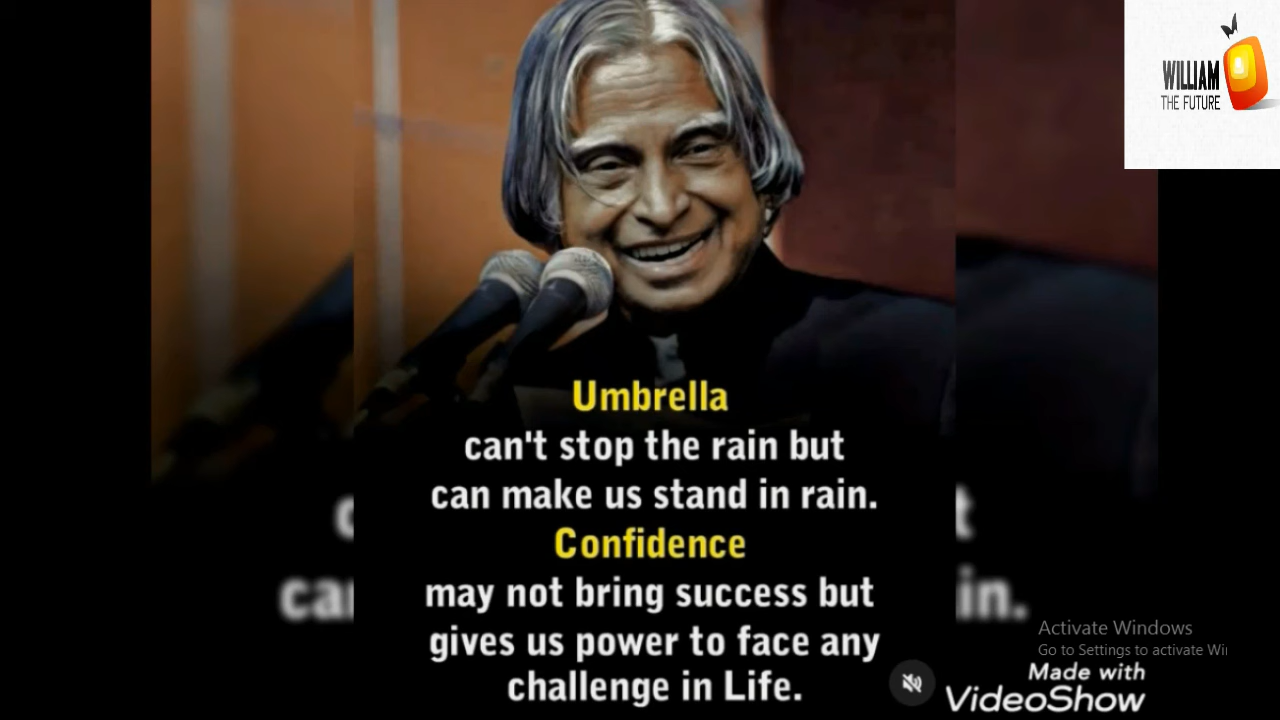 WILLIAM
THE FUTURE
Umbrella
can't stop the rain but
can make us stand in rain.
Confidence
may not bring success but
gives us power to face any
challenge in Life.
Activate Windows
Go to Settings to activate Wi
Made with
VideoShow